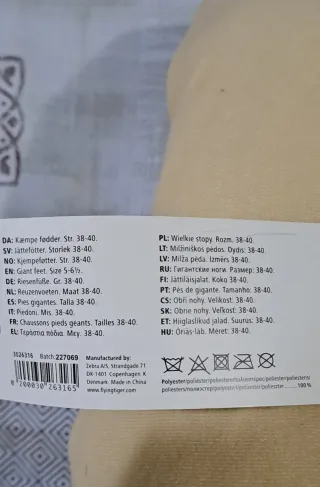 DA: Kæmpe fødder. Str. 38-40.
SV: Jättefötter. Storlek 38-40.
NO: Kjempeføtter. Str. 38-40.
EN: Giant feet. Size 5-6½.
DE: Riesenfüße. Gr. 38-40.
NL: Reuzenvoeten. Maat 38-40.
ES: Pies gigantes. Talla 38-40.
IT: Piedoni. Mis. 38-40.
FR: Chaussons pieds geants. Tailles 38-40.
EL: Τεράστια πόδια. Μεγ. 38-40.
PL: Wielkie stopy. Rozm. 38-40.
LT: Milžiniškos pėdos. Dydis: 38-40.
LV: Milža pēda. Izmērs 38-40.
RU: Гигантские ноги. Размер: 38-40.
FI: Jättiläisjalat. Koko 38-40.
PT: Pés de gigante. Tamanho. 38-40.
CS: Obří nohy. Velikost: 38-40.
SK: Obrie nohy. Veľkosť: 38-40.
ET: Hiiglaslikud jalad. Suurus: 38-40.
HU: Óriás-láb. Méret: 38-40.
3026316 Batch:227069
0 200030 263165
Manufactured by:
Zebra A/S, Strandgade 71
DK-1401 Copenhagen K
Denmark. Made in China
www.flyingtiger.com
100 %